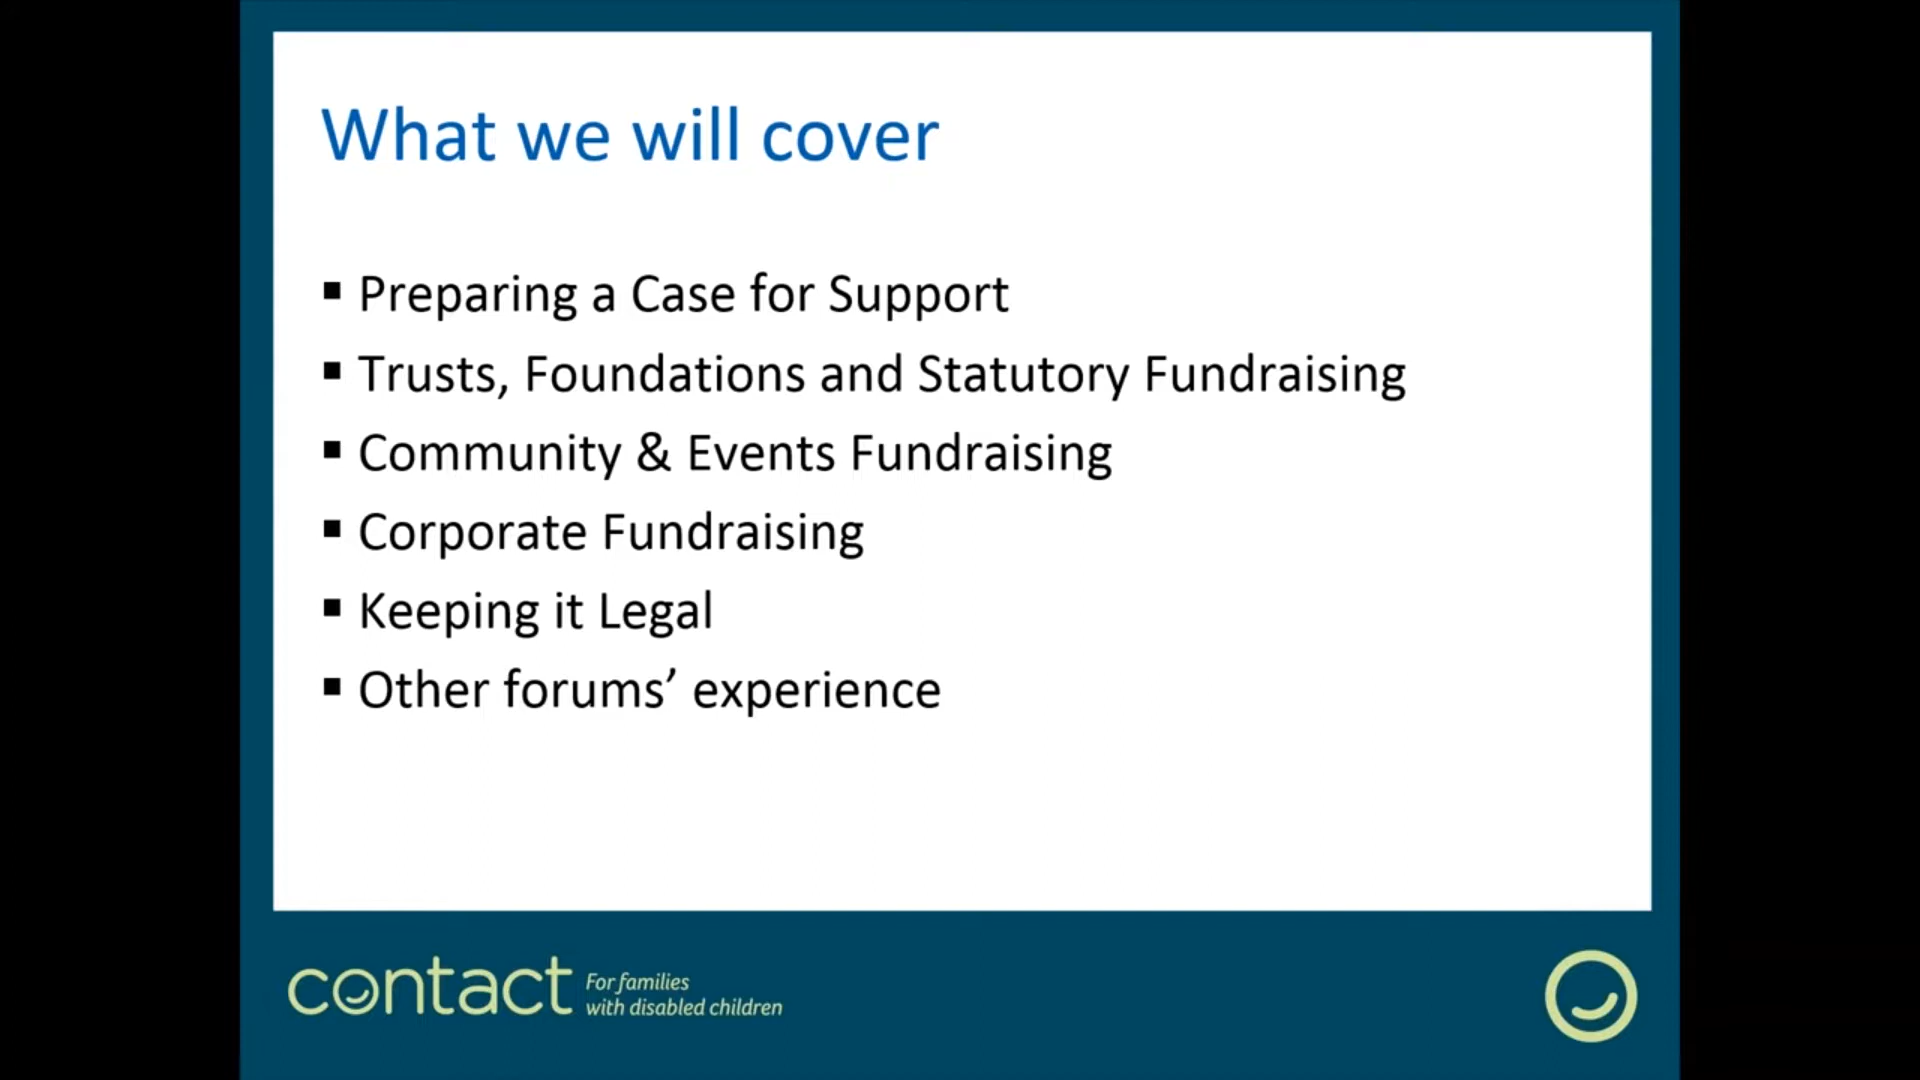 What we will cover
▪ Preparing a Case for Support
▪ Trusts, Foundations and Statutory Fundraising
▪ Community & Events Fundraising
▪ Corporate Fundraising
▪ Keeping it Legal
▪ Other forums’ experience
contact
For families
with disabled children